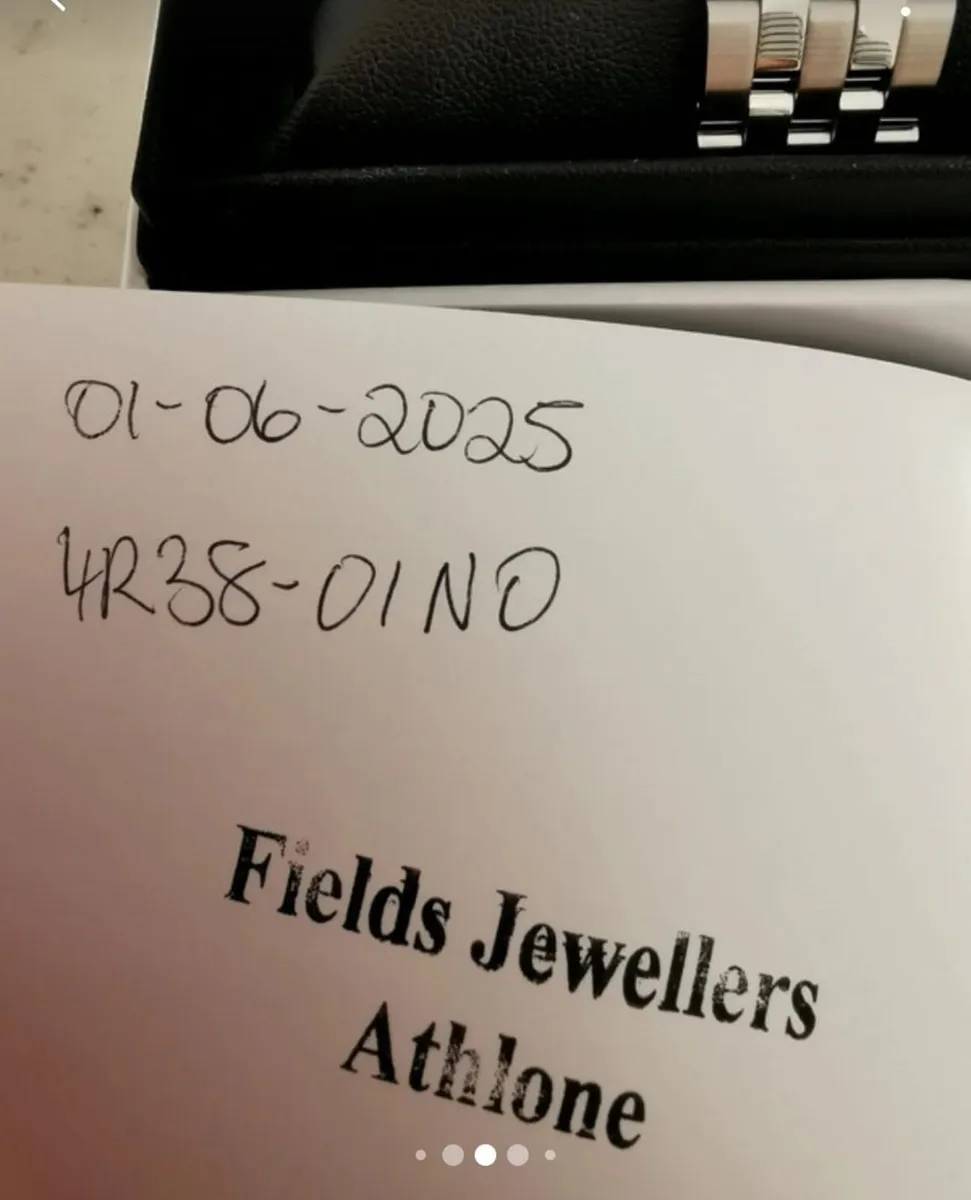 01-06-2025
4R38-01N0
Fields Jewellers
Athlone